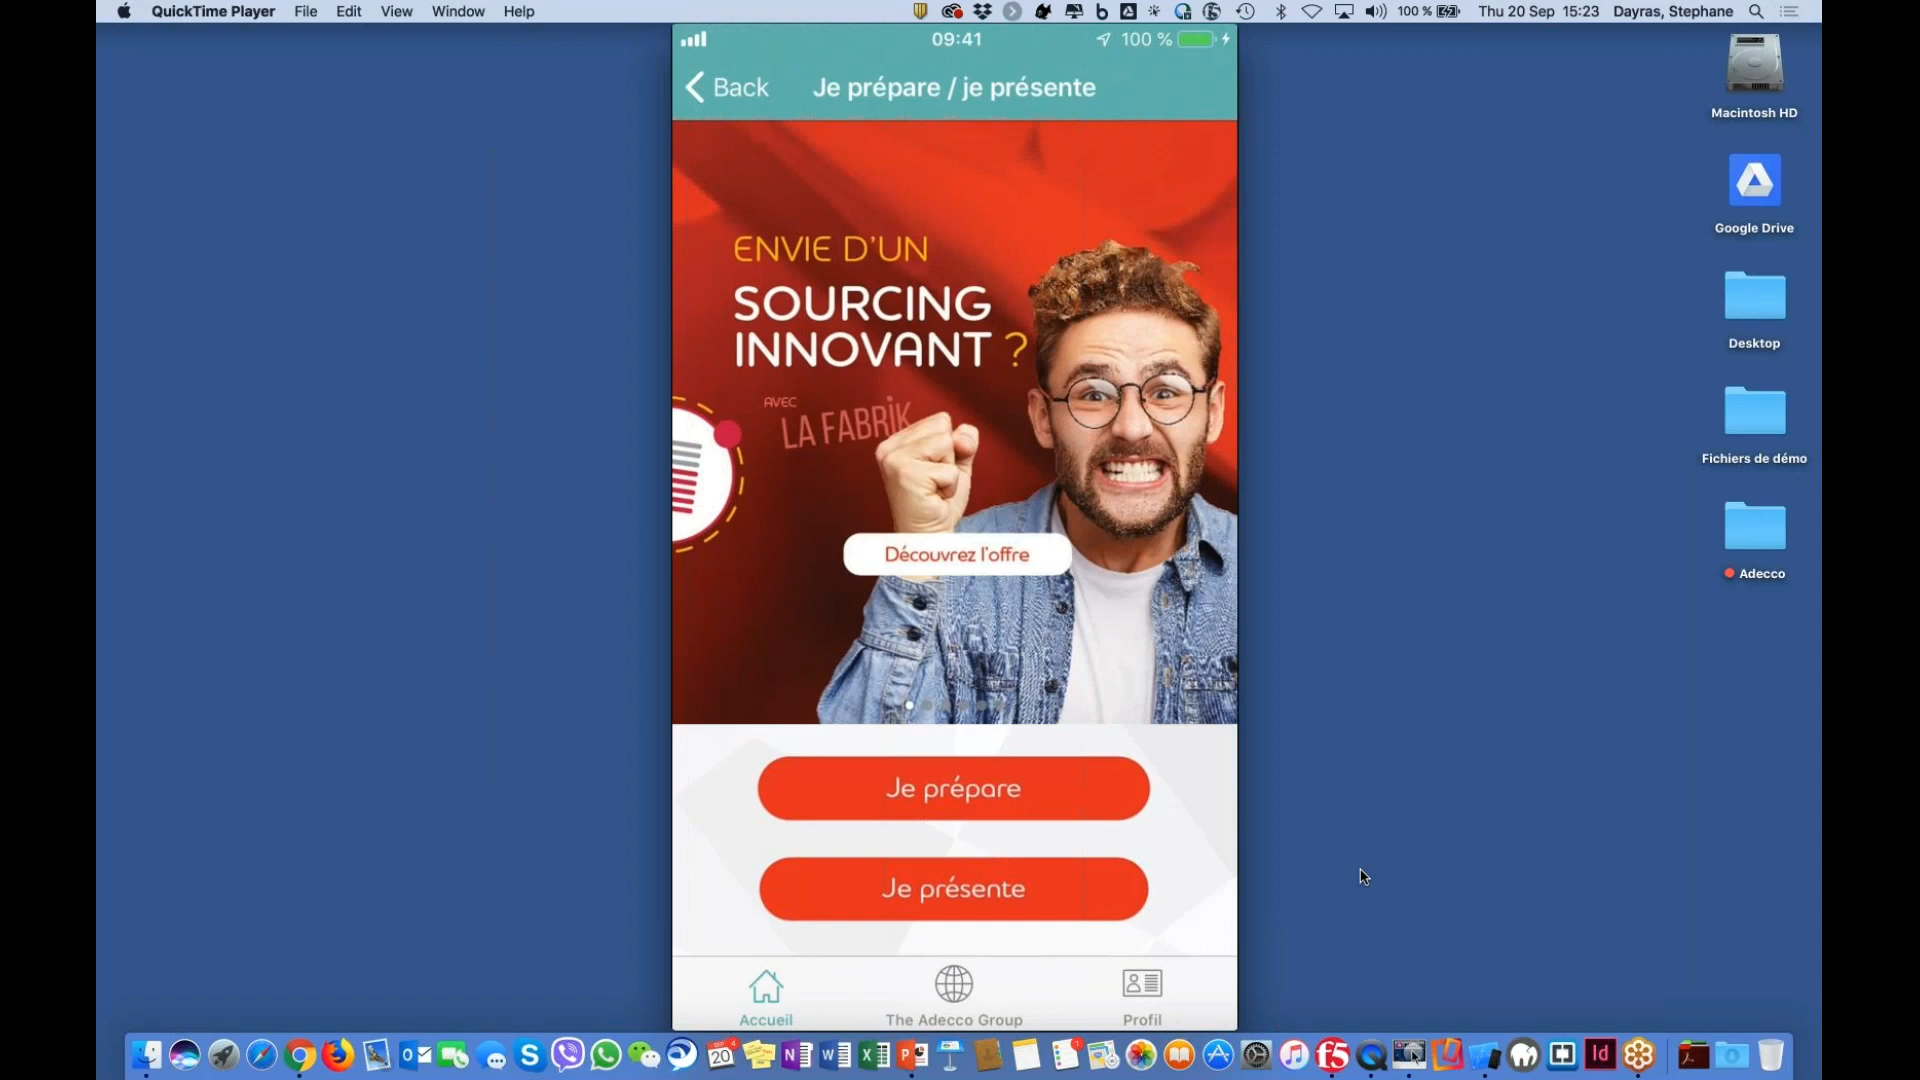 QuickTime Player File Edit View Window Help
100 % Thu 20 Sep 15:23 Dayras, Stephane
09:41
100 %
Back Je prépare / je présente
ENVIE D'UN
SOURCING
INNOVANT ?
AVEC
LA FABRiK
Découvrez l'offre
Je prépare
Je présente
Accueil The Adecco Group Profil
Macintosh HD
Google Drive
Desktop
Fichiers de démo
Adecco